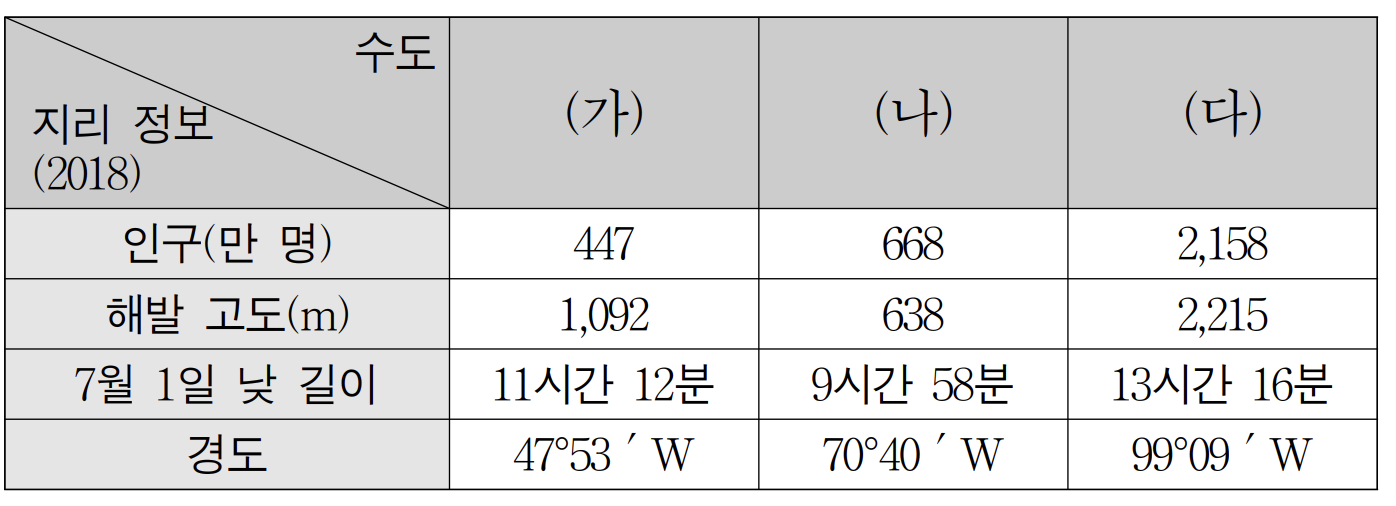 수도
지리 정보
(2018)
(가) (나) (다)
인구(만 명) 447 668 2,158
해발 고도(m) 1,092 638 2,215
7월 1일 낮 길이 11시간 12분 9시간 58분 13시간 16분
경도 47°53′W 70°40′W 99°09′W